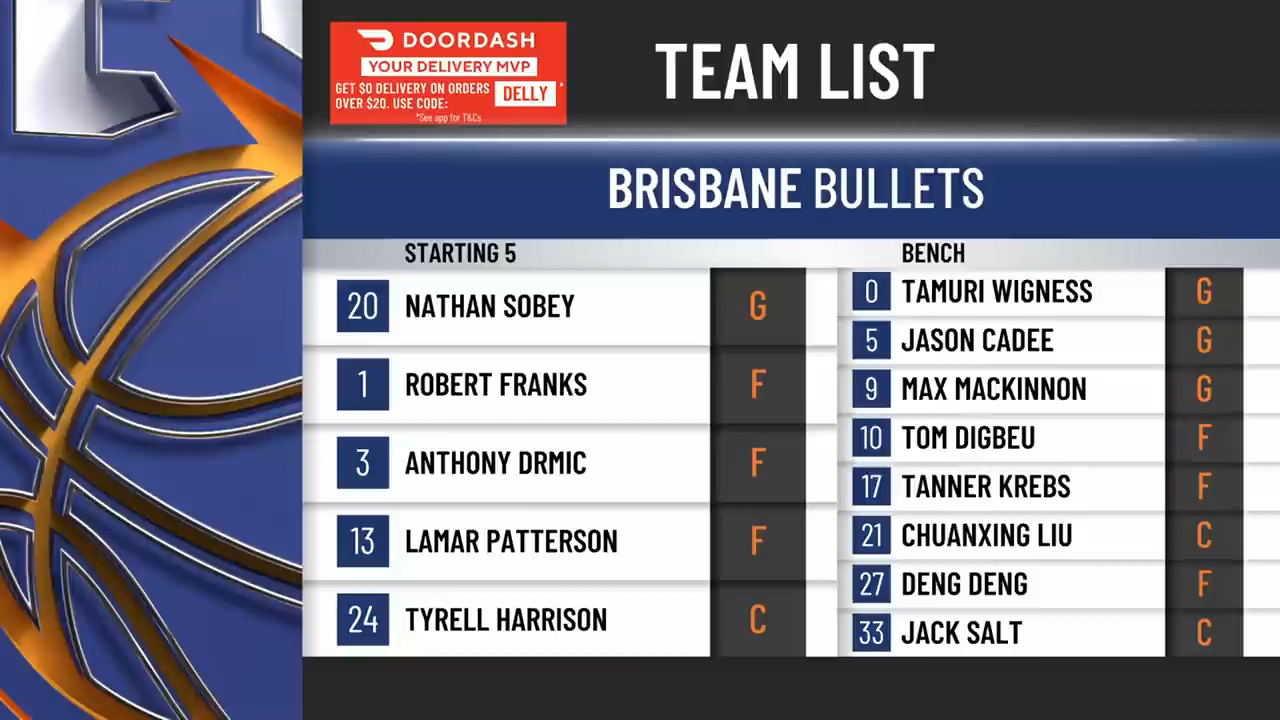 DOORDASH
YOUR DELIVERY MVP
GET $0 DELIVERY ON ORDERS
OVER $20. USE CODE:
DELLY *
*See app for T&Cs
TEAM LIST
BRISBANE BULLETS
STARTING 5
20 NATHAN SOBEY G
1 ROBERT FRANKS F
3 ANTHONY DRMIC F
13 LAMAR PATTERSON F
24 TYRELL HARRISON C
BENCH
0 TAMURI WIGNESS G
5 JASON CADEE G
9 MAX MACKINNON G
10 TOM DIGBEU F
17 TANNER KREBS F
21 CHUANXING LIU C
27 DENG DENG F
33 JACK SALT C